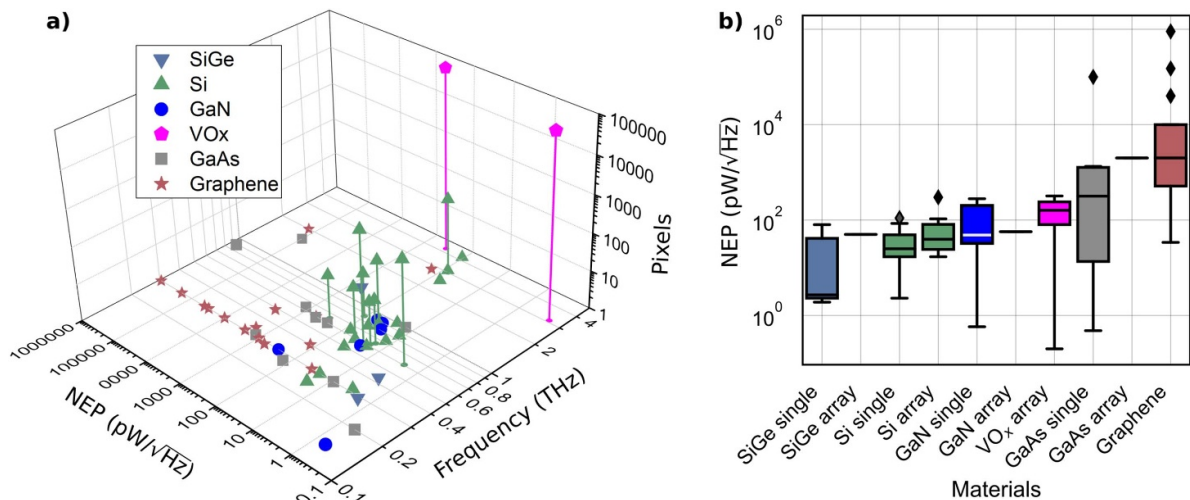 a)
SiGe
Si
GaN
VOx
GaAs
Graphene
100000
10000
1000
100
10
1
Pixels
1000000
100000
0000
1000
100
10
1
0.1
NEP (pW/√Hz)
0.1
0.2
0.4
0.6
0.8
1
2
4
Frequency (THz)
b)
10⁶
10⁴
10²
10⁰
NEP (pW/√Hz)
SiGe single
SiGe array
Si single
Si array
GaN single
GaN array
VOₓ array
GaAs single
GaAs array
Graphene
Materials